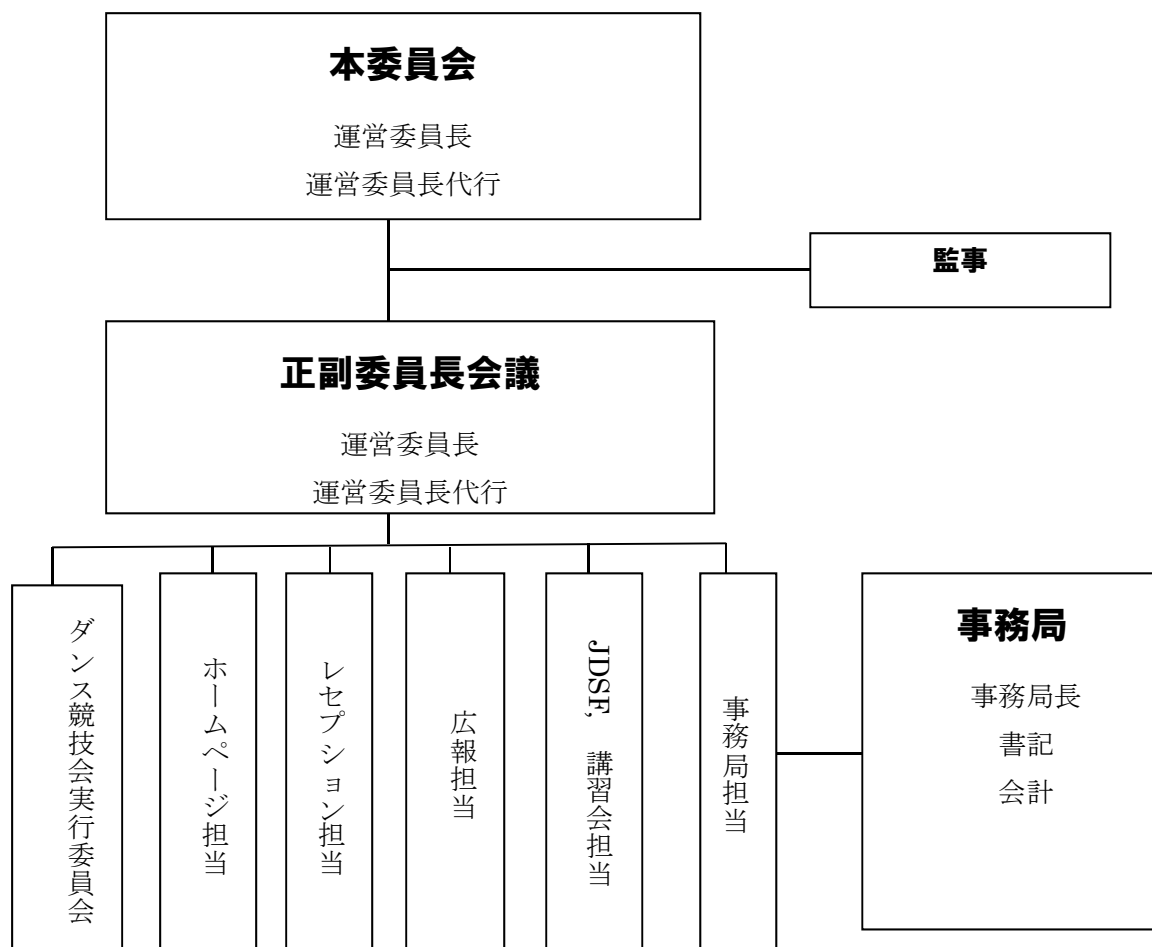 本委員会
運営委員長
運営委員長代行
監事
正副委員長会議
運営委員長
運営委員長代行
ダンス競技会実行委員会
ホームページ担当
レセプション担当
広報担当
JDSF, 講習会担当
事務局担当
事務局
事務局長
書記
会計